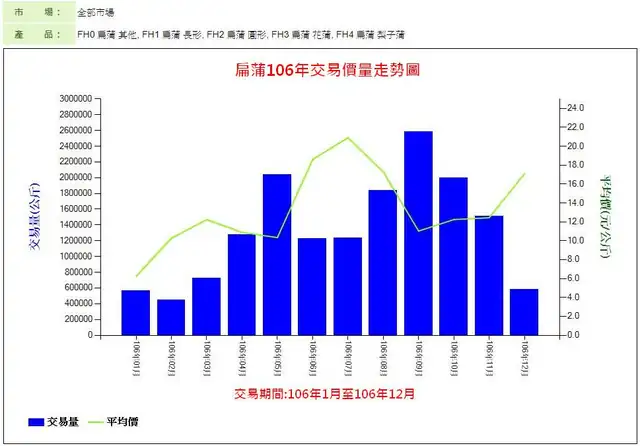 市 場： 全部市場
產 品： FH0 扁蒲 其他, FH1 扁蒲 長形, FH2 扁蒲 圓形, FH3 扁蒲 花蒲, FH4 扁蒲 梨子蒲
扁蒲106年交易價量走勢圖
交易量(公斤)
3000000
2800000
2600000
2400000
2200000
2000000
1800000
1600000
1400000
1200000
1000000
800000
600000
400000
200000
0
24.0
22.0
20.0
18.0
16.0
14.0
12.0
10.0
8.0
6.0
4.0
2.0
0.0
平均價(元/公斤)
106年01月
106年02月
106年03月
106年04月
106年05月
106年06月
106年07月
106年08月
106年09月
106年10月
106年11月
106年12月
交易期間:106年1月至106年12月
交易量 平均價